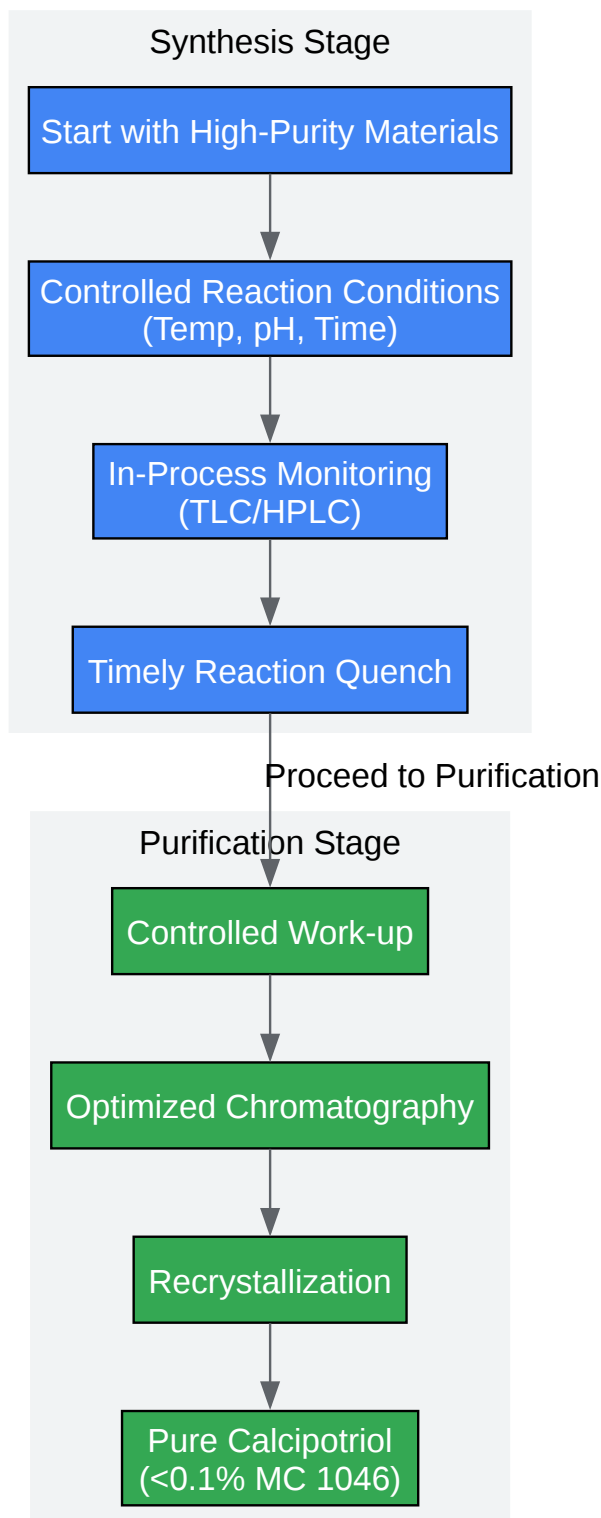 Synthesis Stage
Start with High-Purity Materials
Controlled Reaction Conditions
(Temp, pH, Time)
In-Process Monitoring
(TLC/HPLC)
Timely Reaction Quench
Proceed to Purification
Purification Stage
Controlled Work-up
Optimized Chromatography
Recrystallization
Pure Calcipotriol
(<0.1% MC 1046)